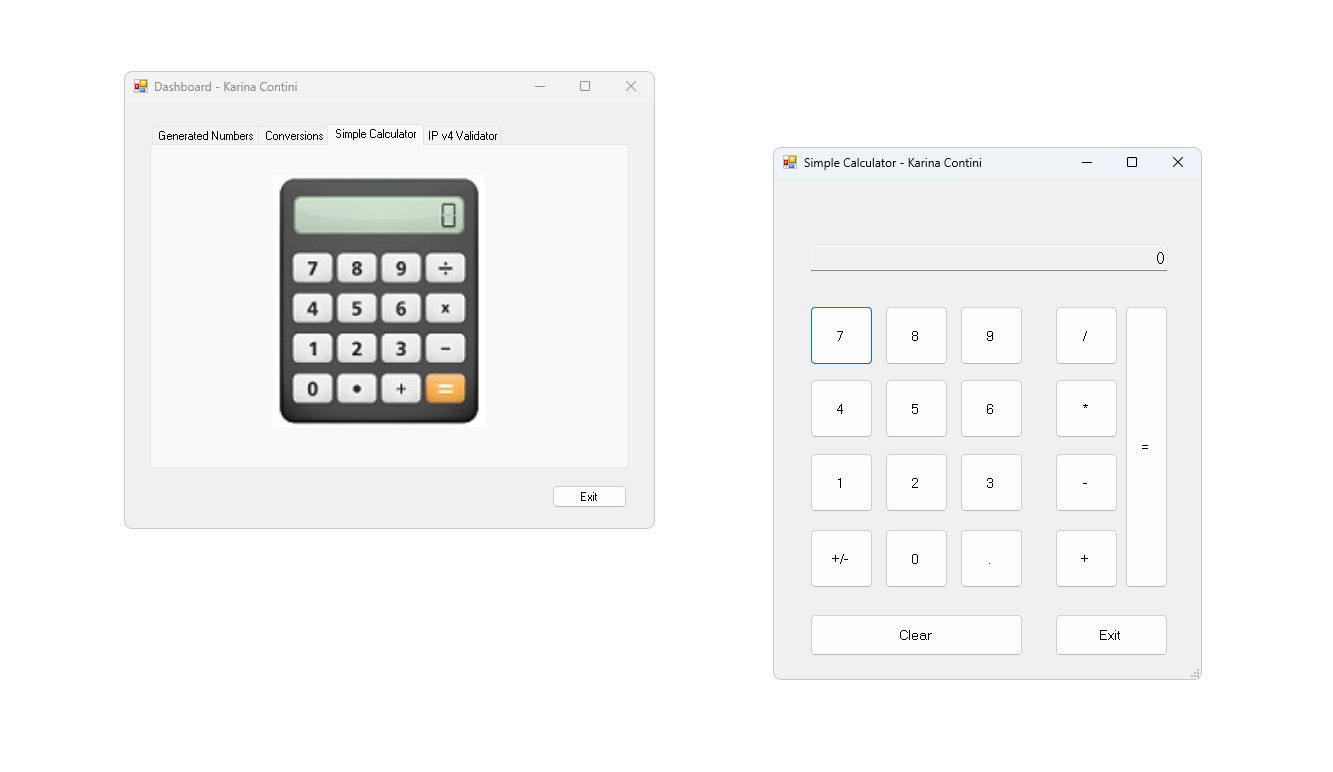 Dashboard - Karina Contini
Generated Numbers Conversions Simple Calculator IP v4 Validator
0
7 8 9 ÷
4 5 6 x
1 2 3 −
0 • + =
Exit
Simple Calculator - Karina Contini
0
7 8 9 /
4 5 6 *
=
1 2 3 -
+/- 0 . +
Clear Exit